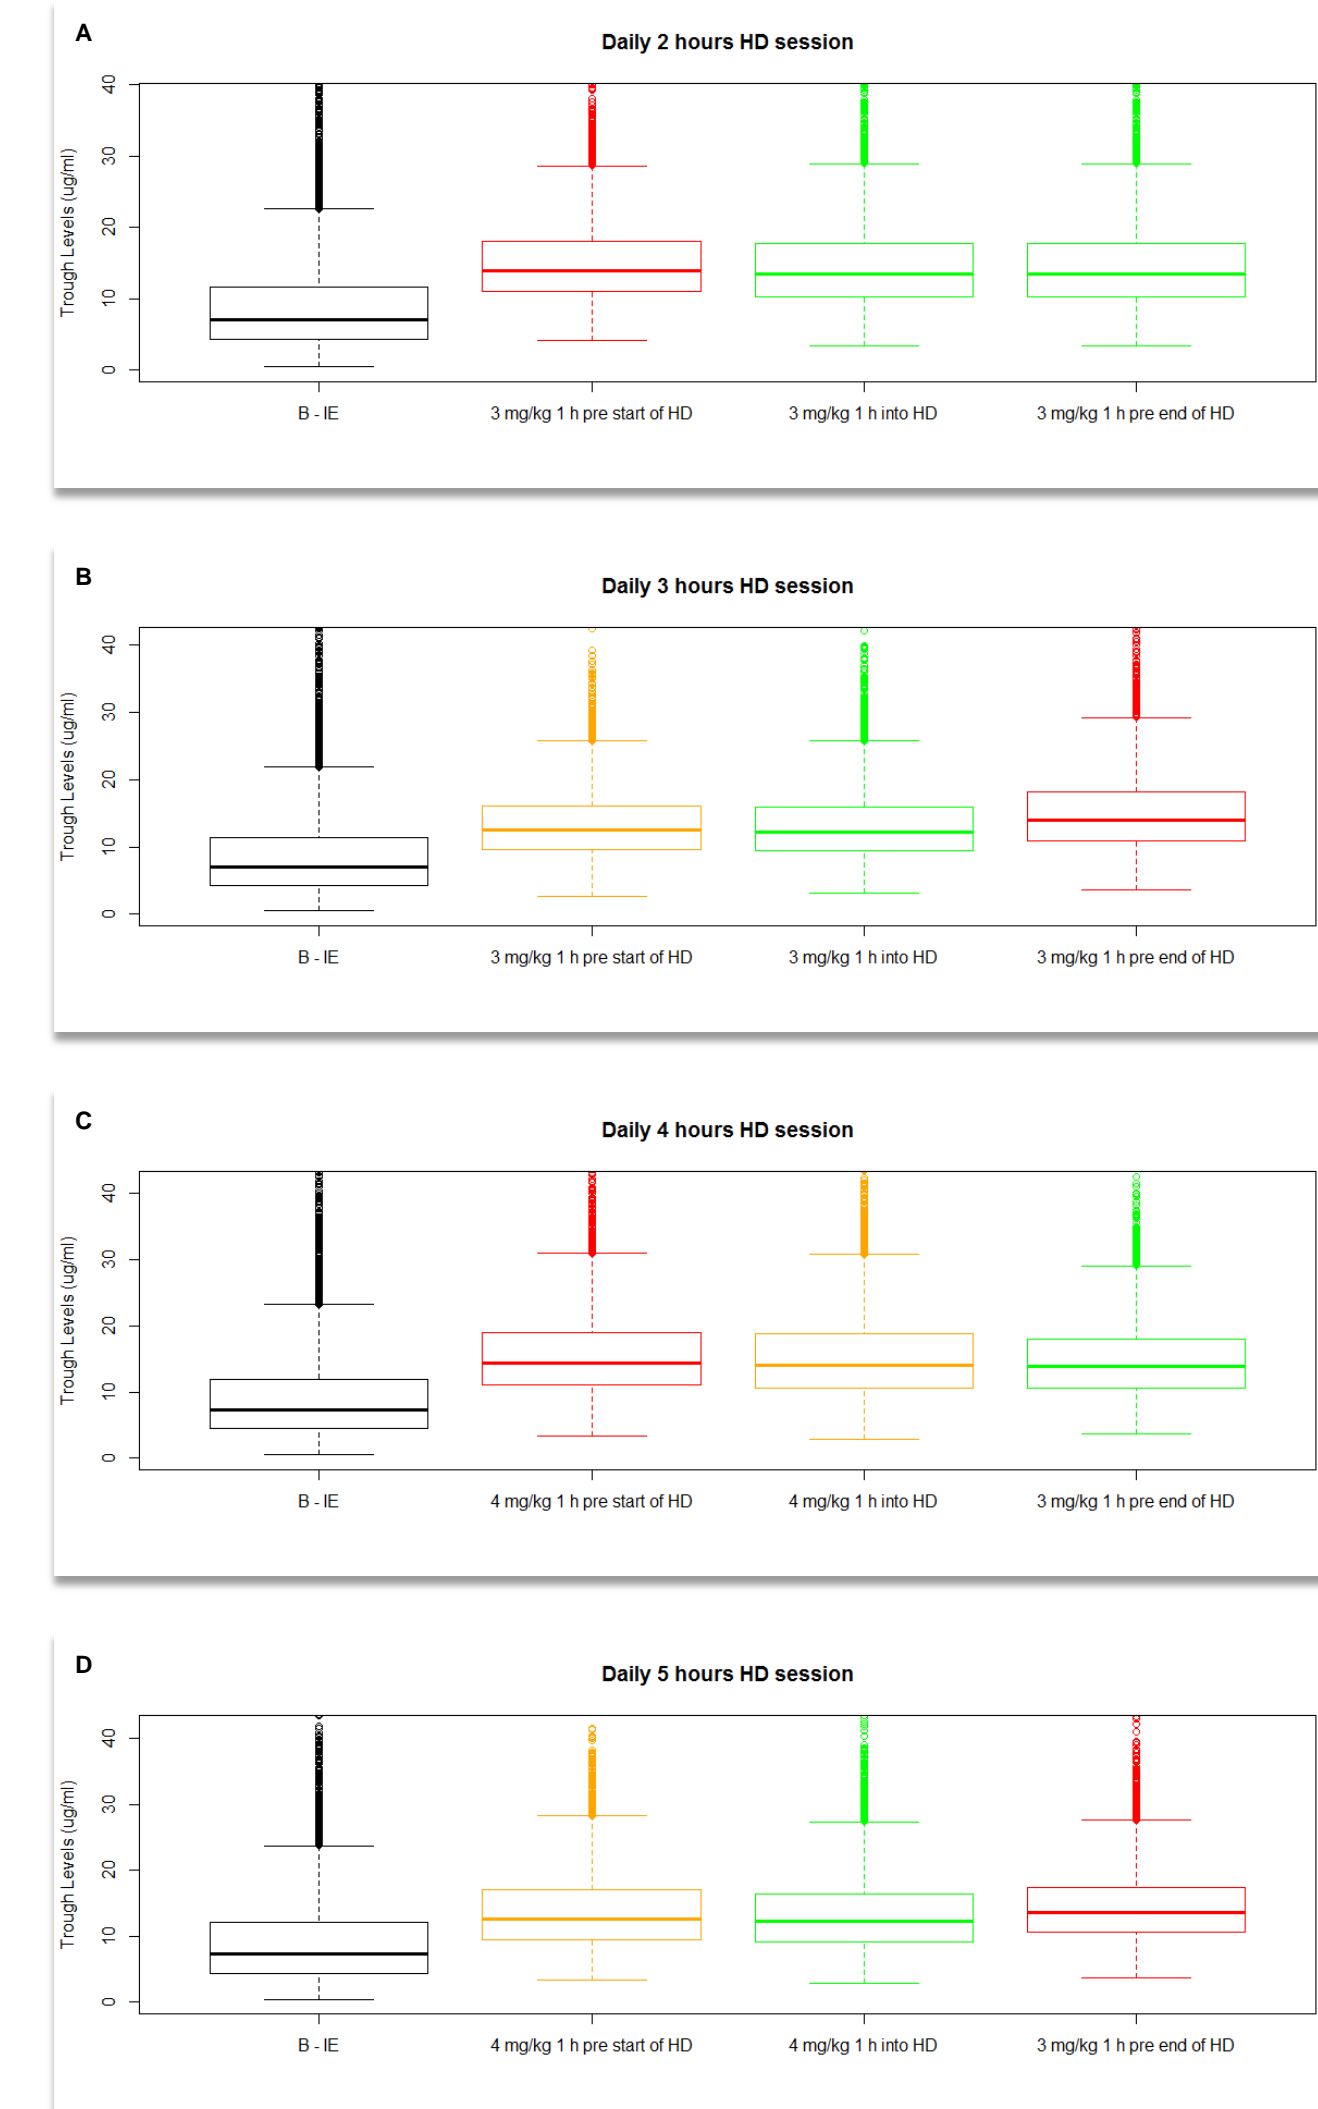 A
Daily 2 hours HD session
Trough Levels (ug/ml)
40
30
20
10
0
B - IE
3 mg/kg 1 h pre start of HD
3 mg/kg 1 h into HD
3 mg/kg 1 h pre end of HD
B
Daily 3 hours HD session
Trough Levels (ug/ml)
40
30
20
10
0
B - IE
3 mg/kg 1 h pre start of HD
3 mg/kg 1 h into HD
3 mg/kg 1 h pre end of HD
C
Daily 4 hours HD session
Trough Levels (ug/ml)
40
30
20
10
0
B - IE
4 mg/kg 1 h pre start of HD
4 mg/kg 1 h into HD
3 mg/kg 1 h pre end of HD
D
Daily 5 hours HD session
Trough Levels (ug/ml)
40
30
20
10
0
B - IE
4 mg/kg 1 h pre start of HD
4 mg/kg 1 h into HD
3 mg/kg 1 h pre end of HD